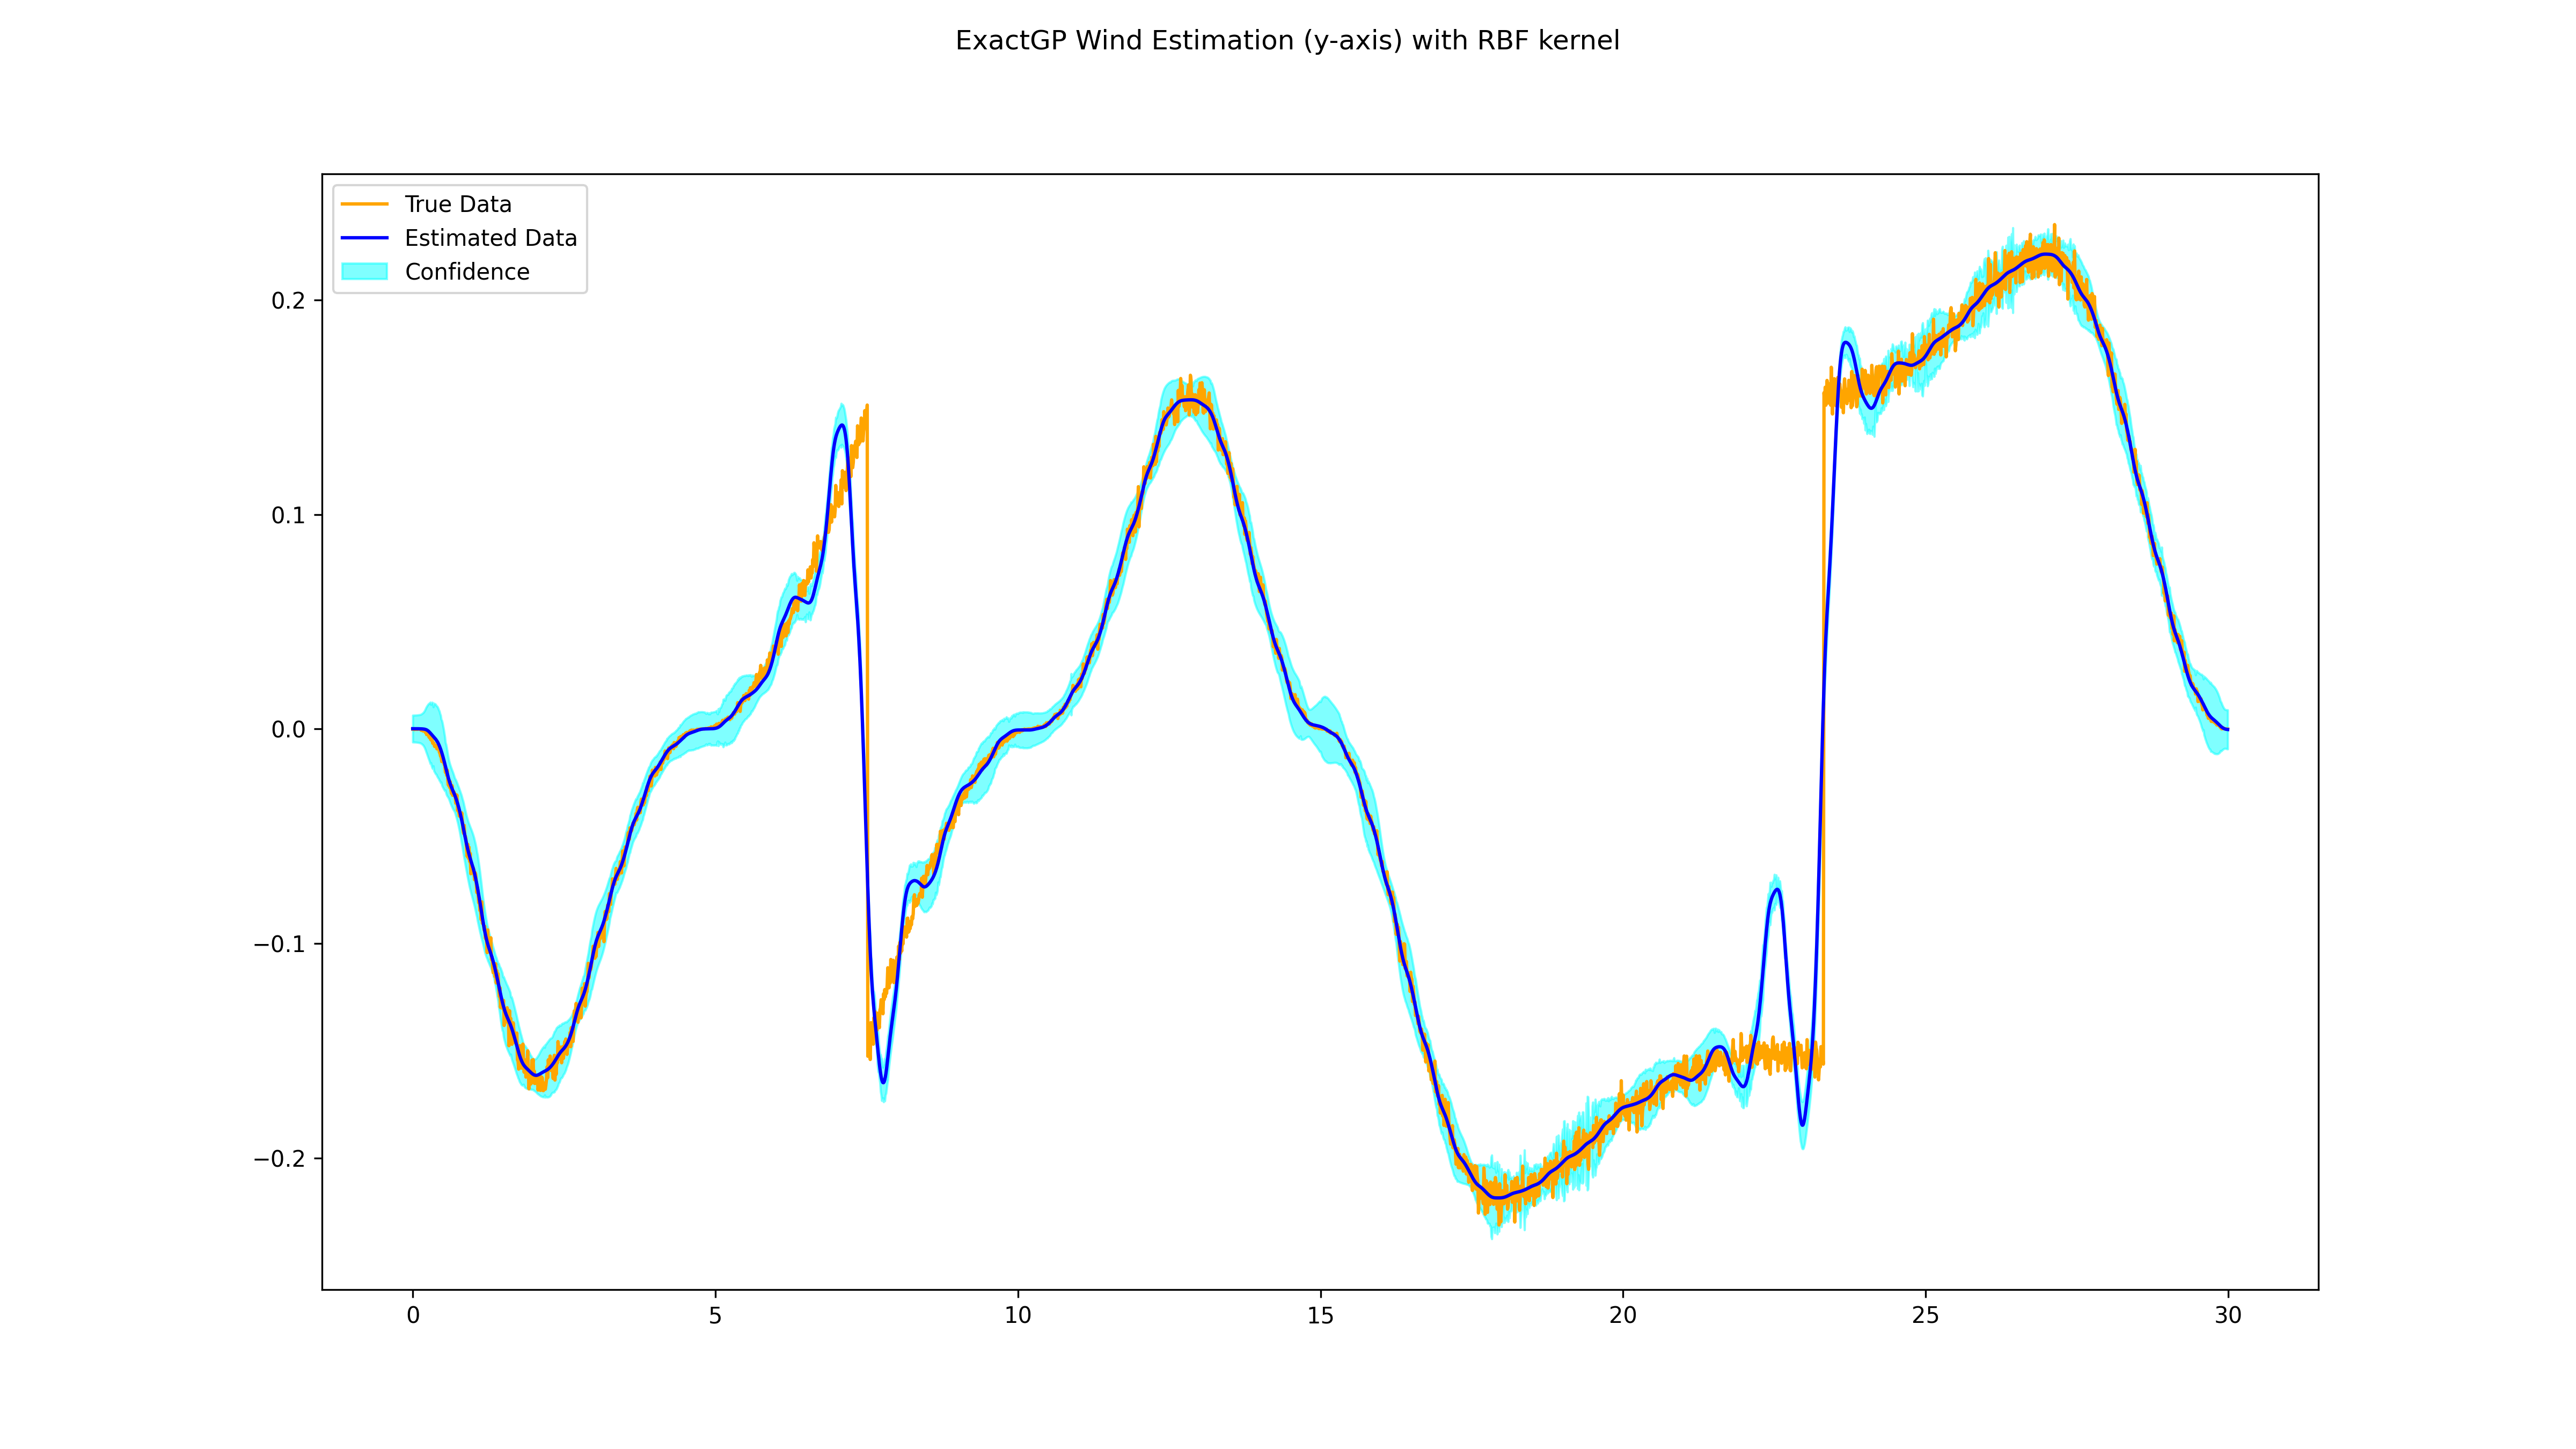 ExactGP Wind Estimation (y-axis) with RBF kernel
True Data
Estimated Data
Confidence
0.2
0.1
0.0
−0.1
−0.2
0 5 10 15 20 25 30